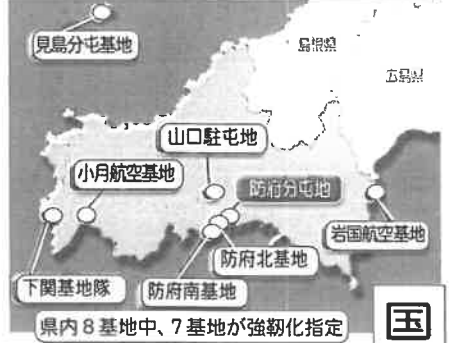 見島分屯基地
島根県
広島県
山口駐屯地
小月航空基地
防府分屯地
岩国航空基地
防府北基地
下関基地隊
防府南基地
県内8基地中、7基地が強靭化指定
国